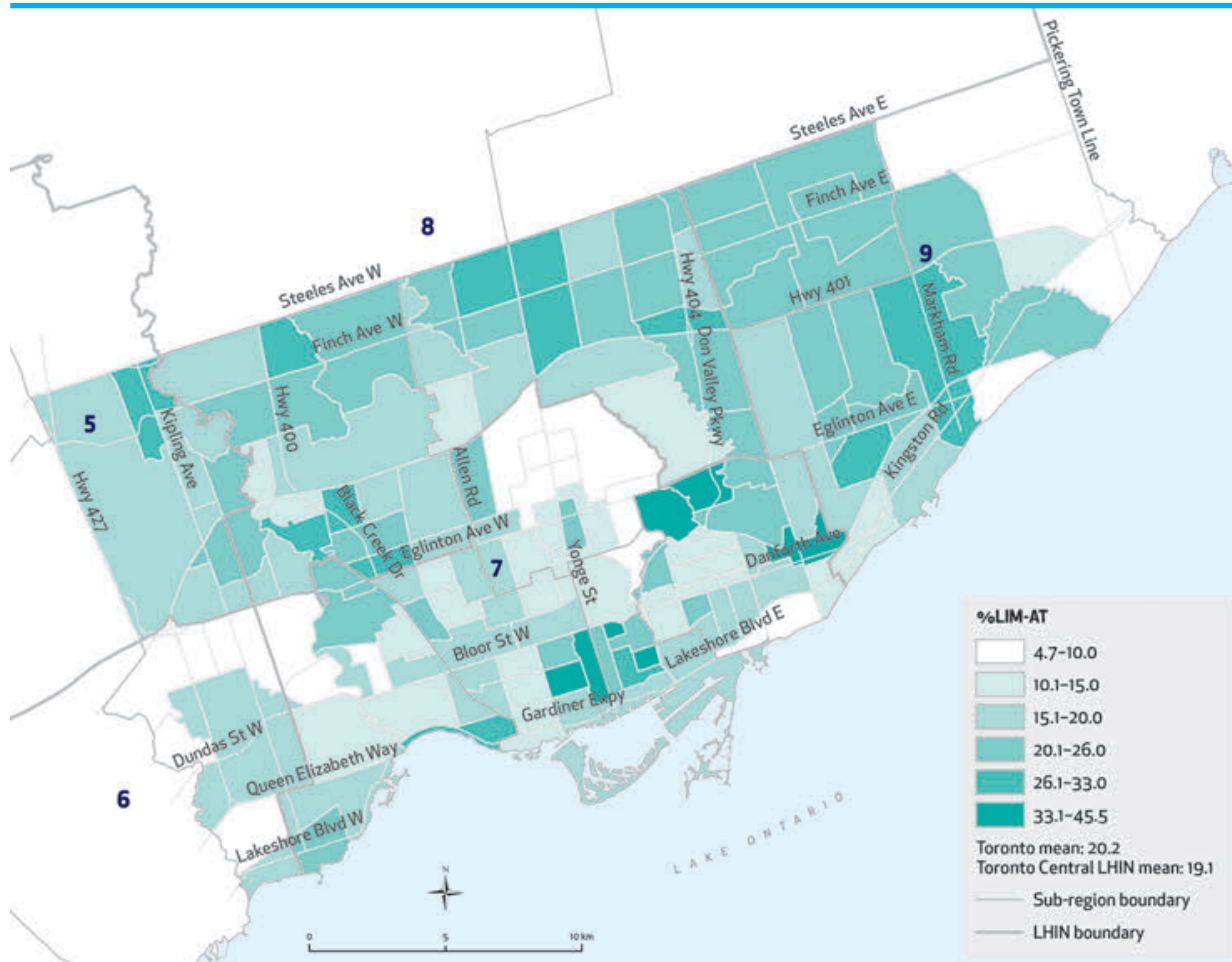 Pickering Town Line
Steeles Ave E
Finch Ave E
8
9
Steeles Ave W
Hwy 404
Hwy 401
Finch Ave W
Markham Rd
Don Valley Pkwy
5
Kipling Ave
Hwy 400
Eglinton Ave E
Kingston Rd
Hwy 427
Allen Rd
Black Creek Dr
Eglinton Ave W
Danforth Ave
7
Yonge St
Bloor St W
Lakeshore Blvd E
Gardiner Expy
Dundas St W
Queen Elizabeth Way
6
Lakeshore Blvd W
LAKE ONTARIO
N
0 5 10 km
%LIM-AT
4.7–10.0
10.1–15.0
15.1–20.0
20.1–26.0
26.1–33.0
33.1–45.5
Toronto mean: 20.2
Toronto Central LHIN mean: 19.1
Sub-region boundary
LHIN boundary